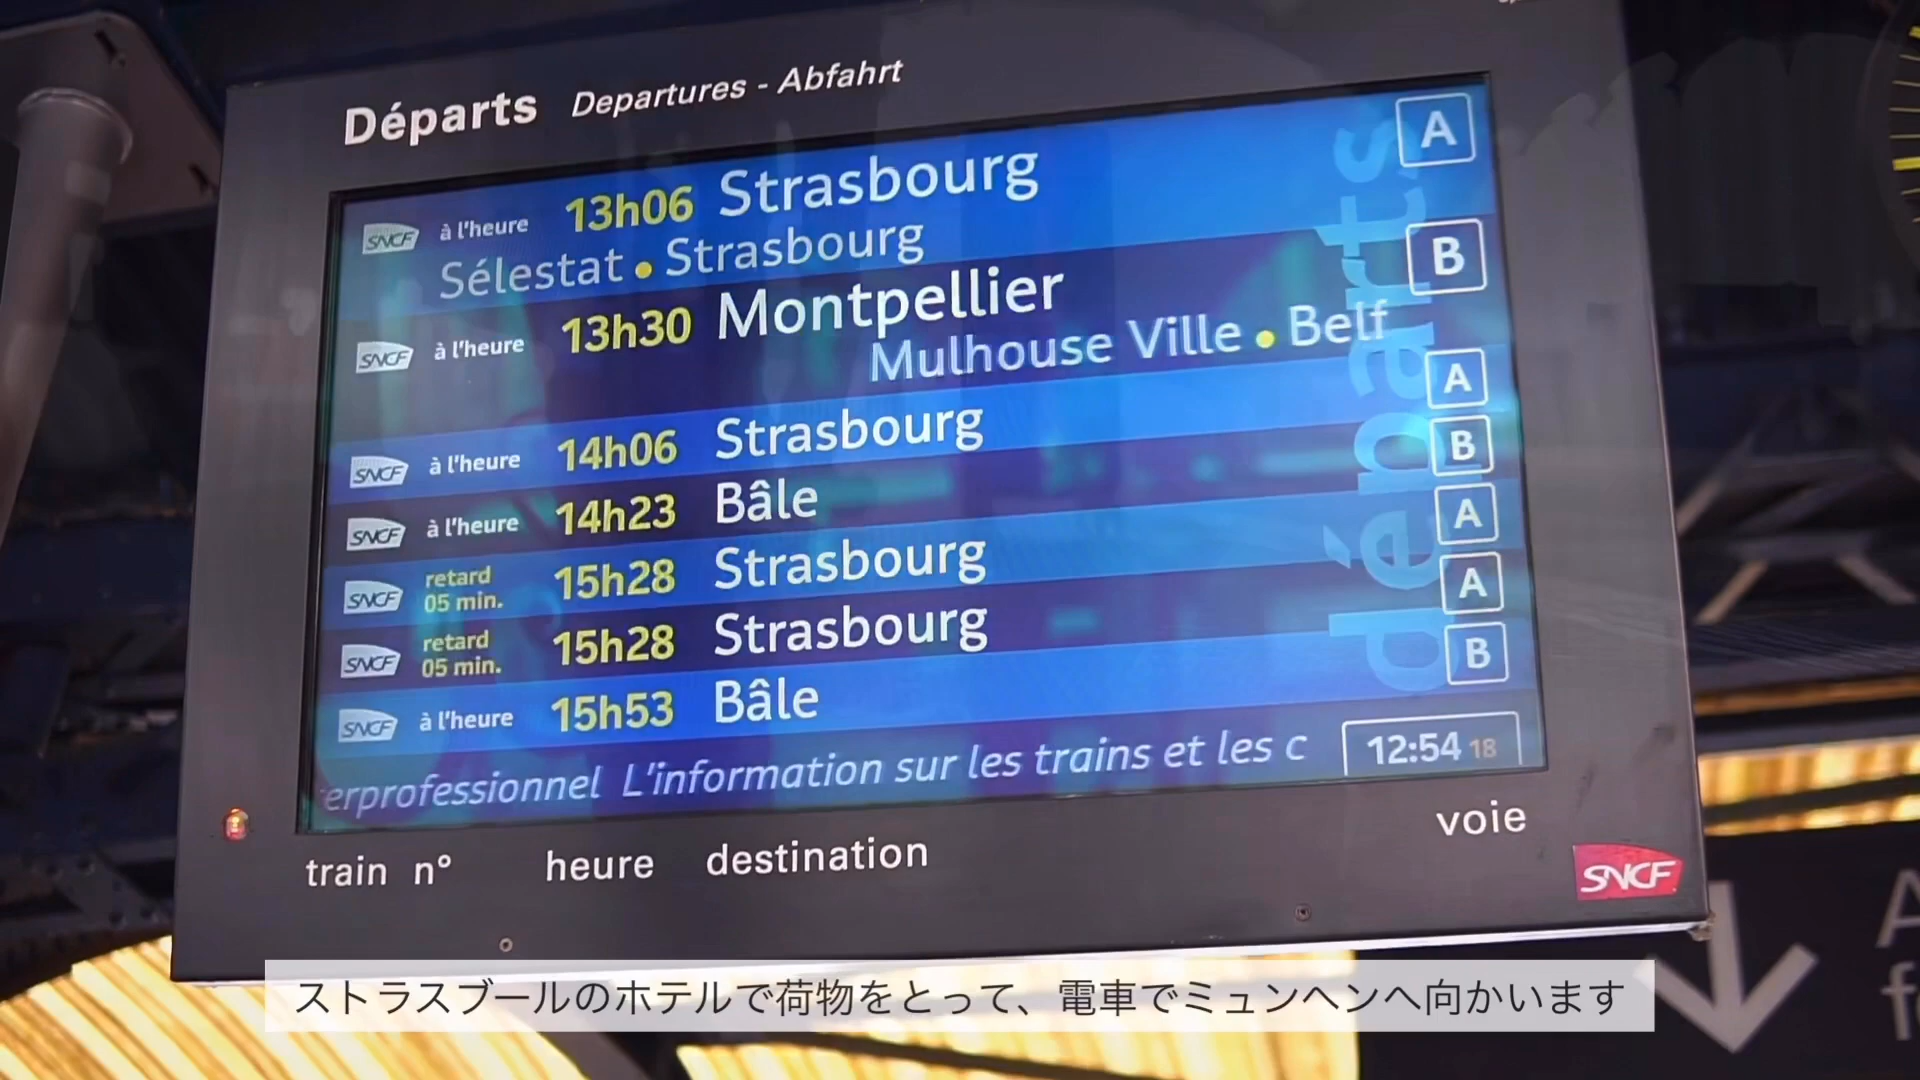 Départs Departures - Abfahrt
SNCF à l'heure 13h06 Strasbourg A
Sélestat • Strasbourg
SNCF à l'heure 13h30 Montpellier B
Mulhouse Ville • Belf
SNCF à l'heure 14h06 Strasbourg A
SNCF à l'heure 14h23 Bâle B
SNCF retard 05 min. 15h28 Strasbourg A
SNCF retard 05 min. 15h28 Strasbourg A
SNCF à l'heure 15h53 Bâle B
départs
erprofessionnel L'information sur les trains et les c 12:54 18
train n° heure destination voie
SNCF
ストラスブールのホテルで荷物をとって、電車でミュンヘンへ向かいます